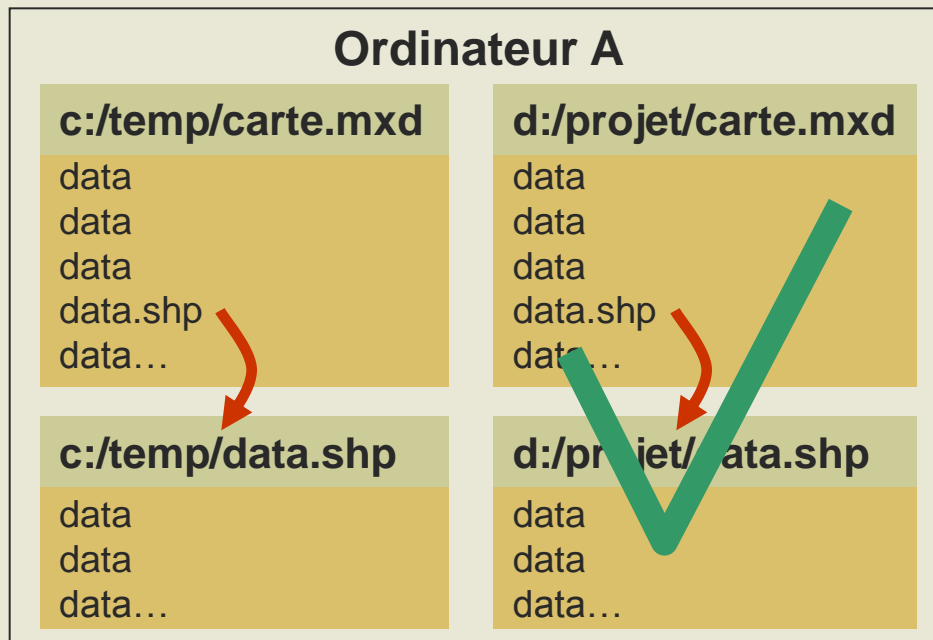 Ordinateur A
c:/temp/carte.mxd
data
data
data
data.shp
data…
c:/temp/data.shp
data
data
data…
d:/projet/carte.mxd
data
data
data
data.shp
data…
d:/projet/data.shp
data
data
data…